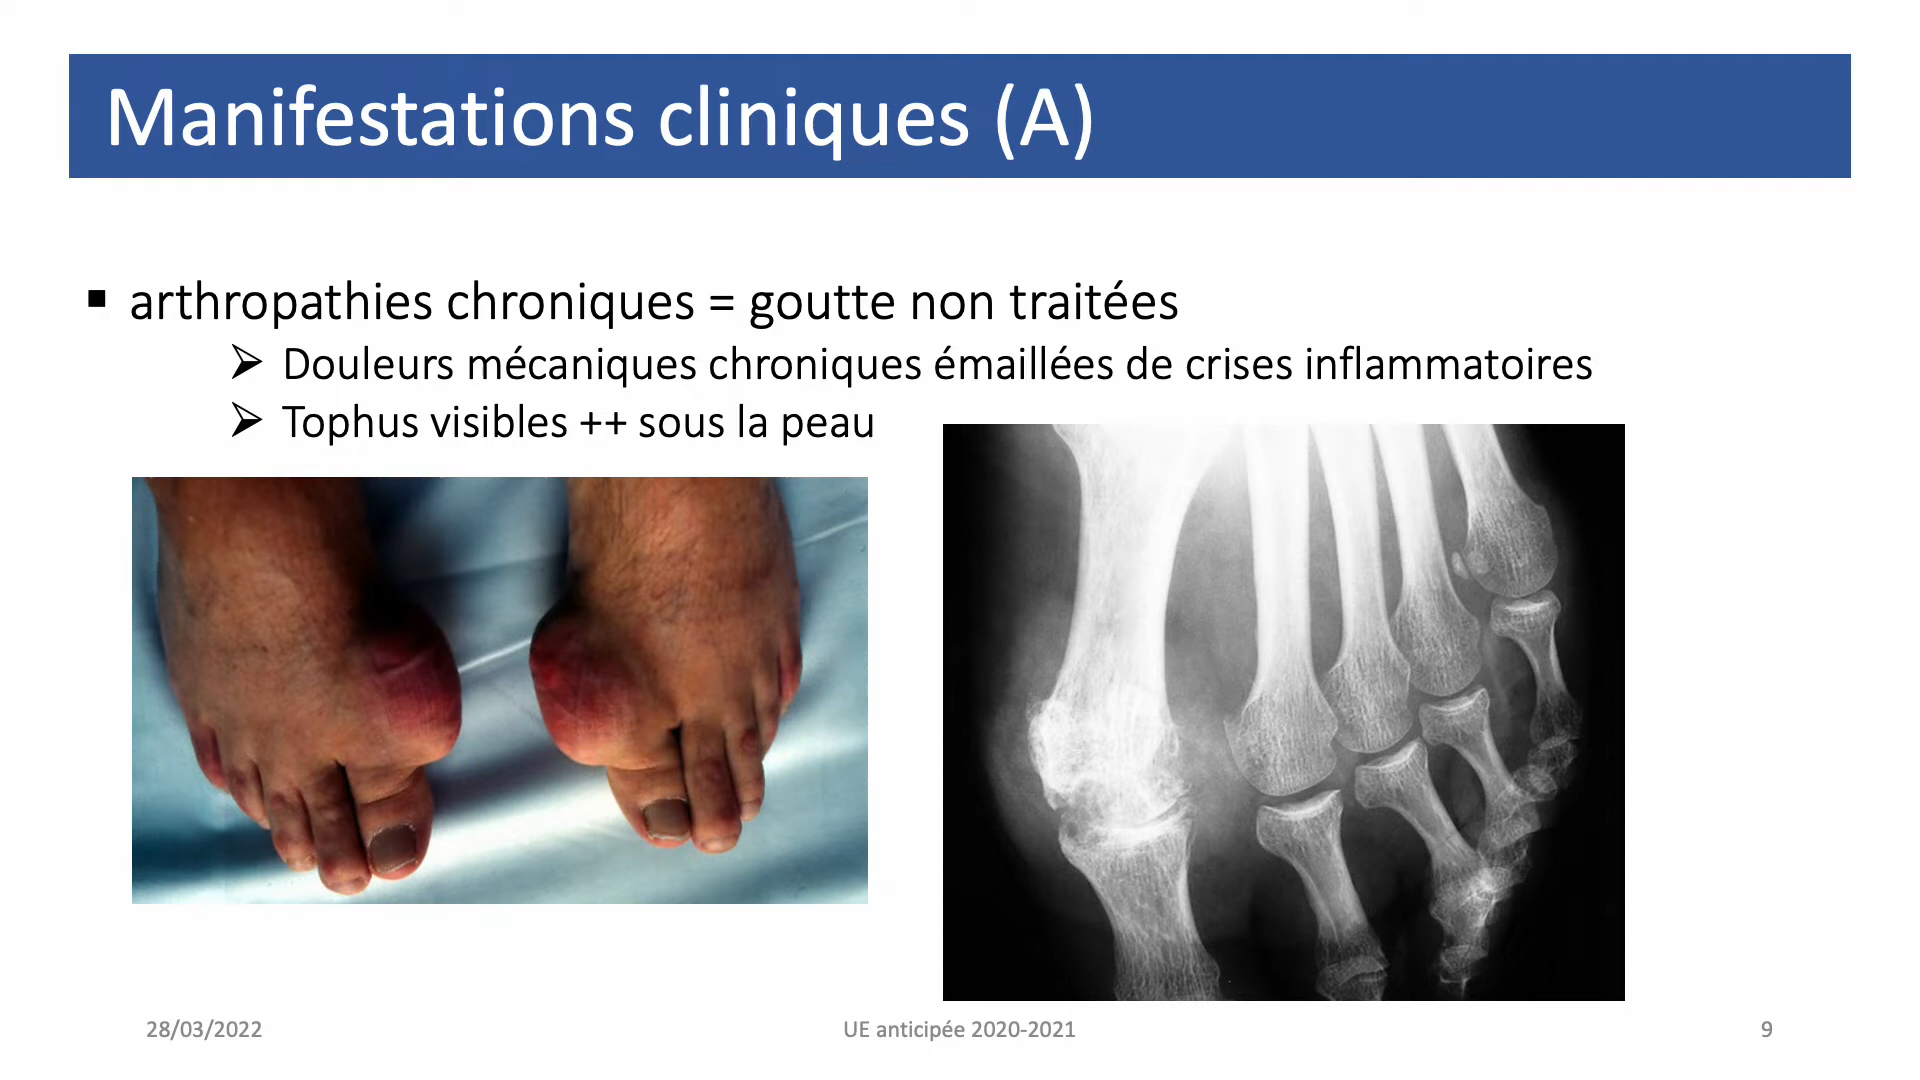 Manifestations cliniques (A)
▪ arthropathies chroniques = goutte non traitées
➢ Douleurs mécaniques chroniques émaillées de crises inflammatoires
➢ Tophus visibles ++ sous la peau
28/03/2022
UE anticipée 2020-2021
9